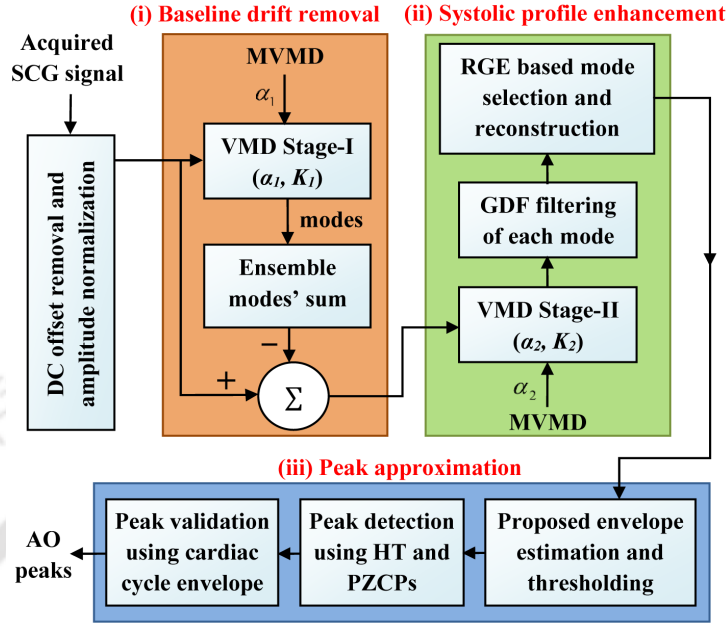 (i) Baseline drift removal
(ii) Systolic profile enhancement
Acquired
SCG signal
DC offset removal and
amplitude normalization
MVMD
α₁
VMD Stage-I
(α₁, K₁)
modes
Ensemble
modes’ sum
−
+
Σ
RGE based mode
selection and
reconstruction
GDF filtering
of each mode
VMD Stage-II
(α₂, K₂)
α₂
MVMD
(iii) Peak approximation
Proposed envelope
estimation and
thresholding
Peak detection
using HT and
PZCPs
Peak validation
using cardiac
cycle envelope
AO
peaks